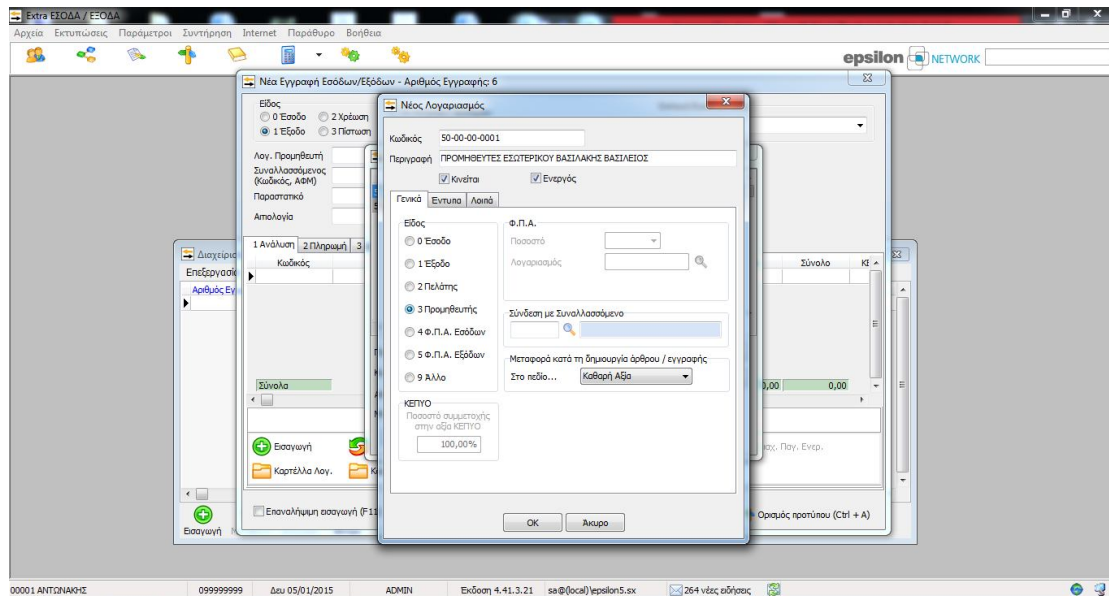 Extra ΕΣΟΔΑ / ΕΞΟΔΑ
Αρχεία Εκτυπώσεις Παράμετροι Συντήρηση Internet Παράθυρο Βοήθεια
epsilon NETWORK
Νέα Εγγραφή Εσόδων/Εξόδων - Αριθμός Εγγραφής: 6
Είδος
0 Έσοδο 2 Χρέωση
1 Έξοδο 3 Πίστωση
Λογ. Προμηθευτή
Συναλλασσόμενος
(Κωδικός, ΑΦΜ)
Παραστατικό
Αιτιολογία
1 Ανάλυση 2 Πληρωμή 3
Κωδικός
Σύνολο ΚΕ
Σύνολα
0,00 0,00
Εισαγωγή
Καρτέλλα Λογ.
Παγ. Ενερ.
Επαναλήψιμη εισαγωγή (F11
Ορισμός προτύπου (Ctrl + A)
Διαχείρισ
Επεξεργασία
Αριθμός Εγ
Εισαγωγή
Νέος Λογαριασμός
Κωδικός 50-00-00-0001
Περιγραφή ΠΡΟΜΗΘΕΥΤΕΣ ΕΣΩΤΕΡΙΚΟΥ ΒΑΣΙΛΑΚΗΣ ΒΑΣΙΛΕΙΟΣ
Κινείται Ενεργός
Γενικά Έντυπα Λοιπά
Είδος
0 Έσοδο
1 Έξοδο
2 Πελάτης
3 Προμηθευτής
4 Φ.Π.Α. Εσόδων
5 Φ.Π.Α. Εξόδων
9 Άλλο
ΚΕΠΥΟ
Ποσοστό συμμετοχής
στην αξία ΚΕΠΥΟ
100,00%
Φ.Π.Α.
Ποσοστό
Λογαριασμός
Σύνδεση με Συναλλασσόμενο
Μεταφορά κατά τη δημιουργία άρθρου / εγγραφής
Στο πεδίο... Καθαρή Αξία
OK Άκυρο
00001 ΑΝΤΩΝΑΚΗΣ 099999999 Δευ 05/01/2015 ADMIN Έκδοση 4.41.3.21 sa@(local)\epsilon5.sx 264 νέες ειδήσεις